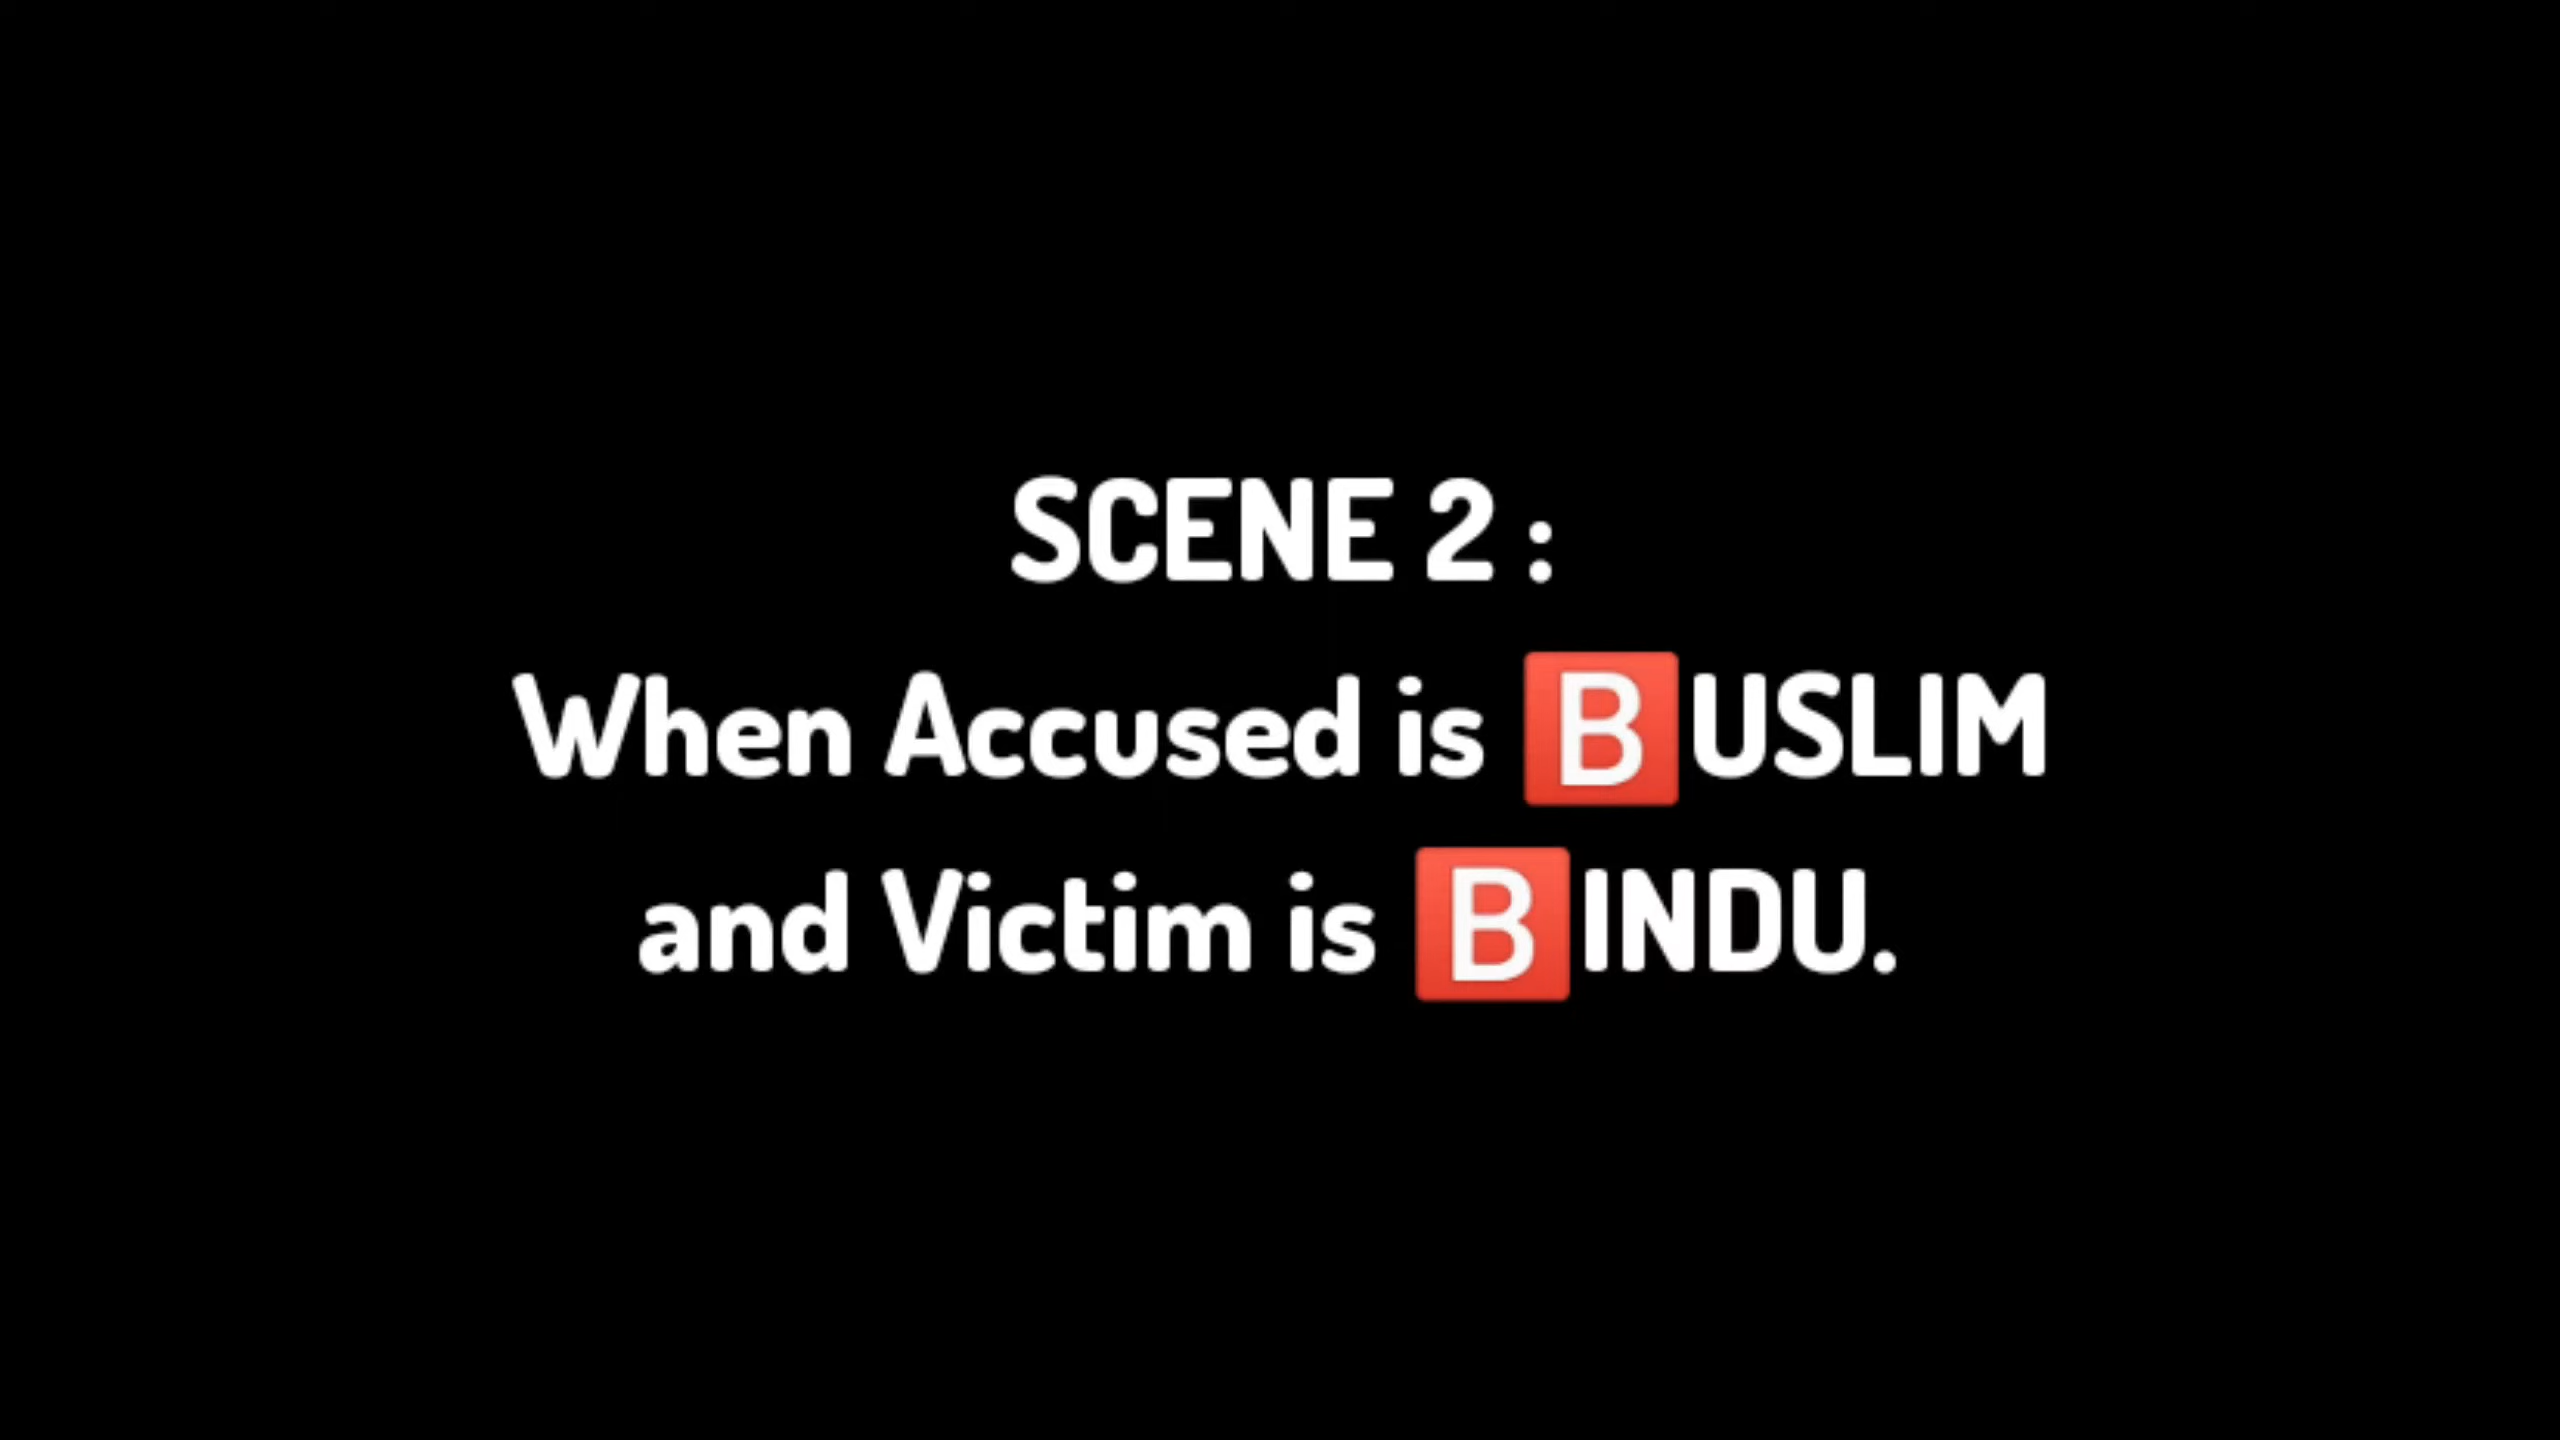 SCENE 2 :
When Accused is 🅱️USLIM
and Victim is 🅱️INDU.